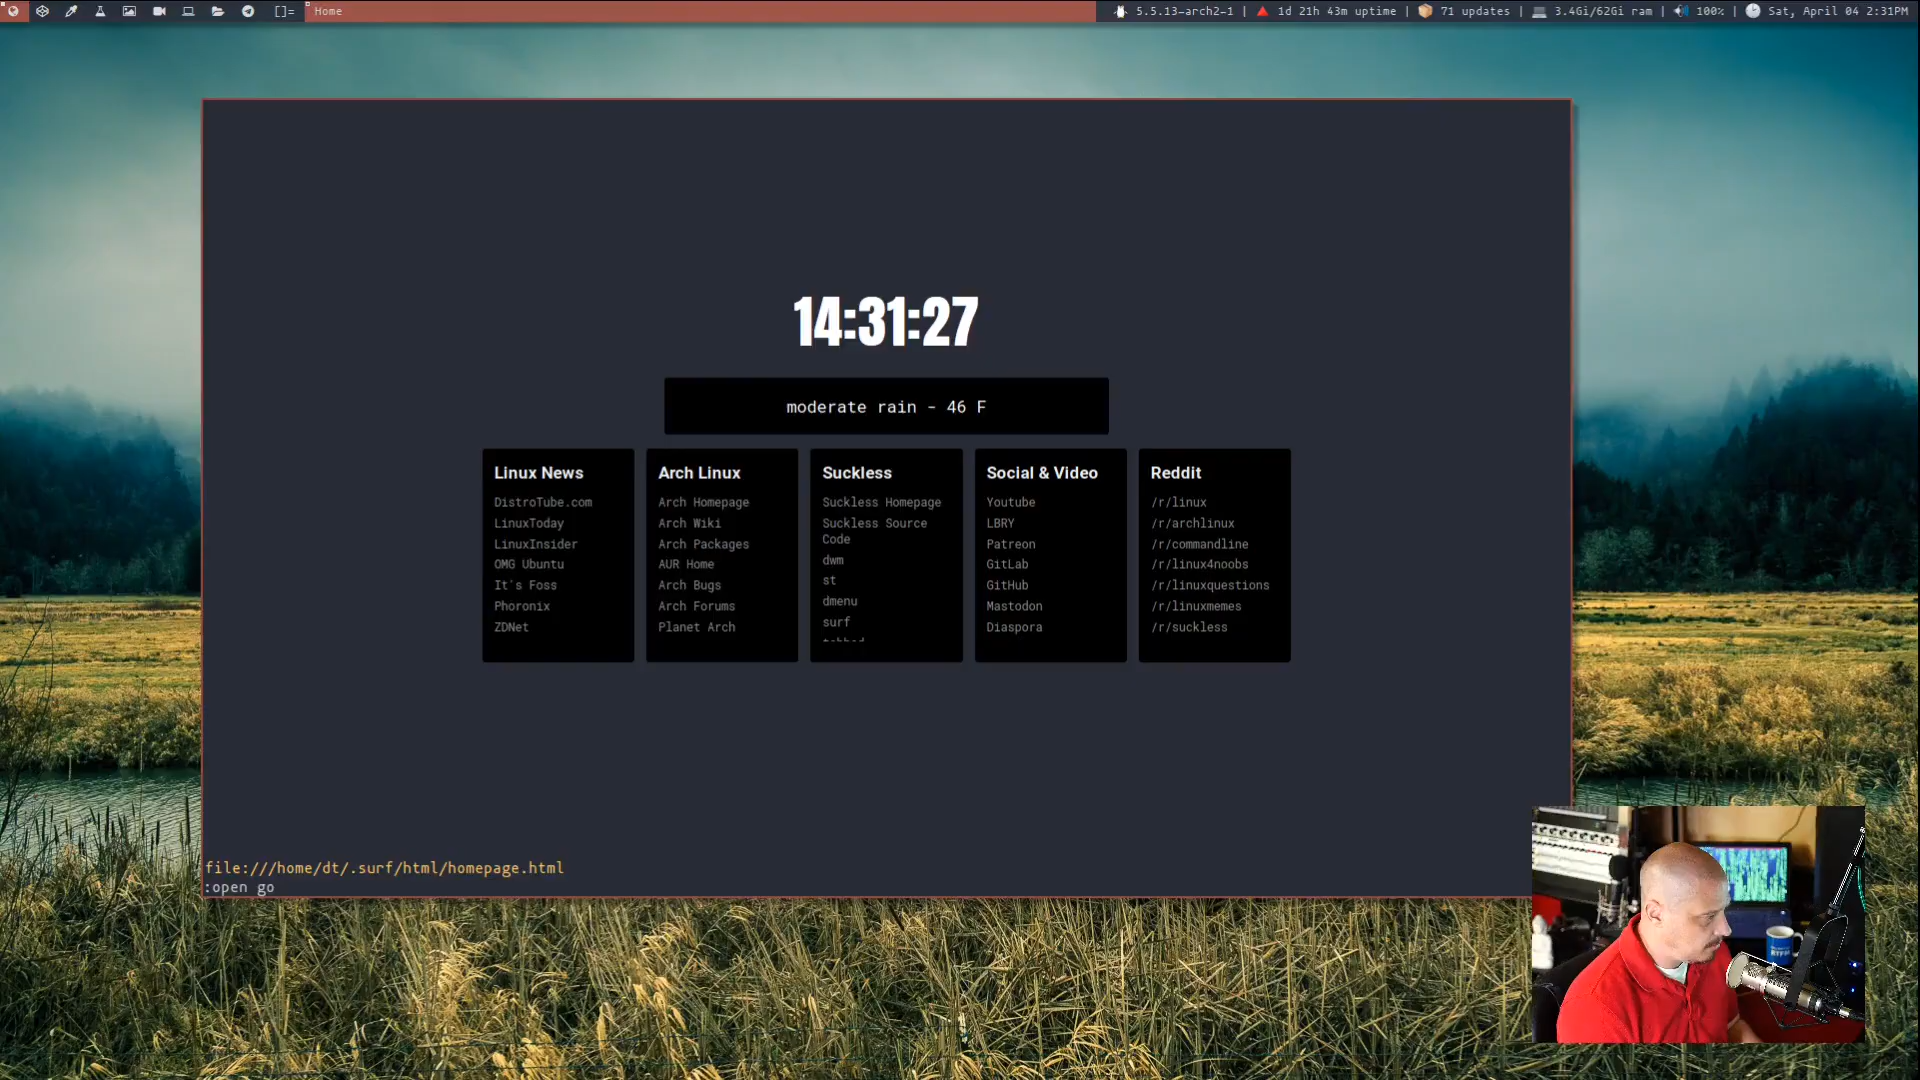 []= Home 5.5.13-arch2-1 | 1d 21h 43m uptime | 71 updates | 3.4Gi/62Gi ram | 100% | Sat, April 04 2:31PM
14:31:27
moderate rain - 46 F
Linux News
DistroTube.com
LinuxToday
LinuxInsider
OMG Ubuntu
It's Foss
Phoronix
ZDNet
Arch Linux
Arch Homepage
Arch Wiki
Arch Packages
AUR Home
Arch Bugs
Arch Forums
Planet Arch
Suckless
Suckless Homepage
Suckless Source
Code
dwm
st
dmenu
surf
Social & Video
Youtube
LBRY
Patreon
GitLab
GitHub
Mastodon
Diaspora
Reddit
/r/linux
/r/archlinux
/r/commandline
/r/linux4noobs
/r/linuxquestions
/r/linuxmemes
/r/suckless
file:///home/dt/.surf/html/homepage.html
:open go